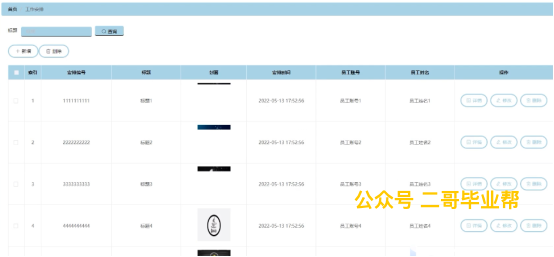 首页 工作安排
标题 查询
+ 新增 删除
索引 安排编号 标题 封面 安排时间 员工账号 员工姓名 操作
1 1111111111 标题1 2022-05-13 17:52:56 员工账号1 员工姓名1 详情 修改 删除
2 2222222222 标题2 2022-05-13 17:52:56 员工账号2 员工姓名2 详情 修改 删除
3 3333333333 标题3 2022-05-13 17:52:56 员工账号3 员工姓名3 详情 修改 删除
公众号 二哥毕业帮
4 4444444444 标题4 2022-05-13 17:52:56 员工账号4 员工姓名4 详情 修改 删除